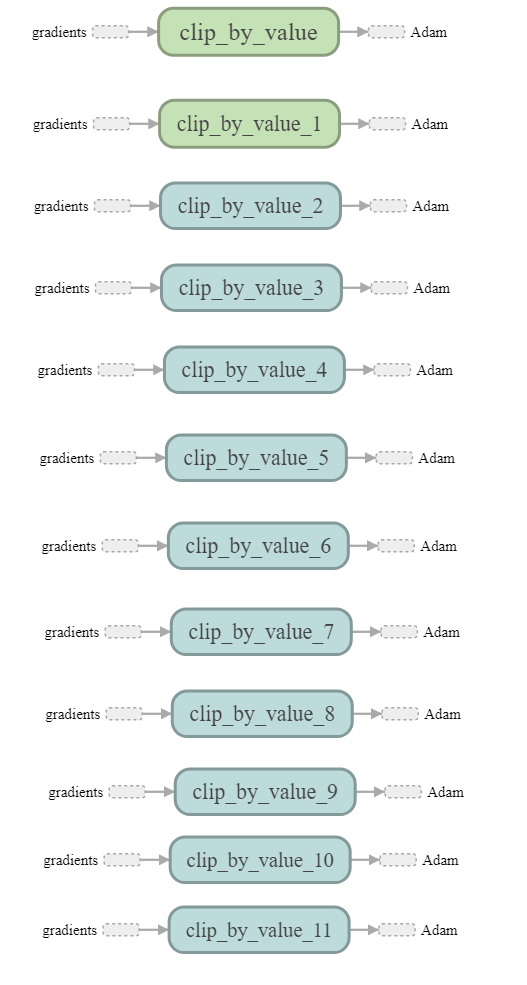 gradients clip_by_value Adam
gradients clip_by_value_1 Adam
gradients clip_by_value_2 Adam
gradients clip_by_value_3 Adam
gradients clip_by_value_4 Adam
gradients clip_by_value_5 Adam
gradients clip_by_value_6 Adam
gradients clip_by_value_7 Adam
gradients clip_by_value_8 Adam
gradients clip_by_value_9 Adam
gradients clip_by_value_10 Adam
gradients clip_by_value_11 Adam